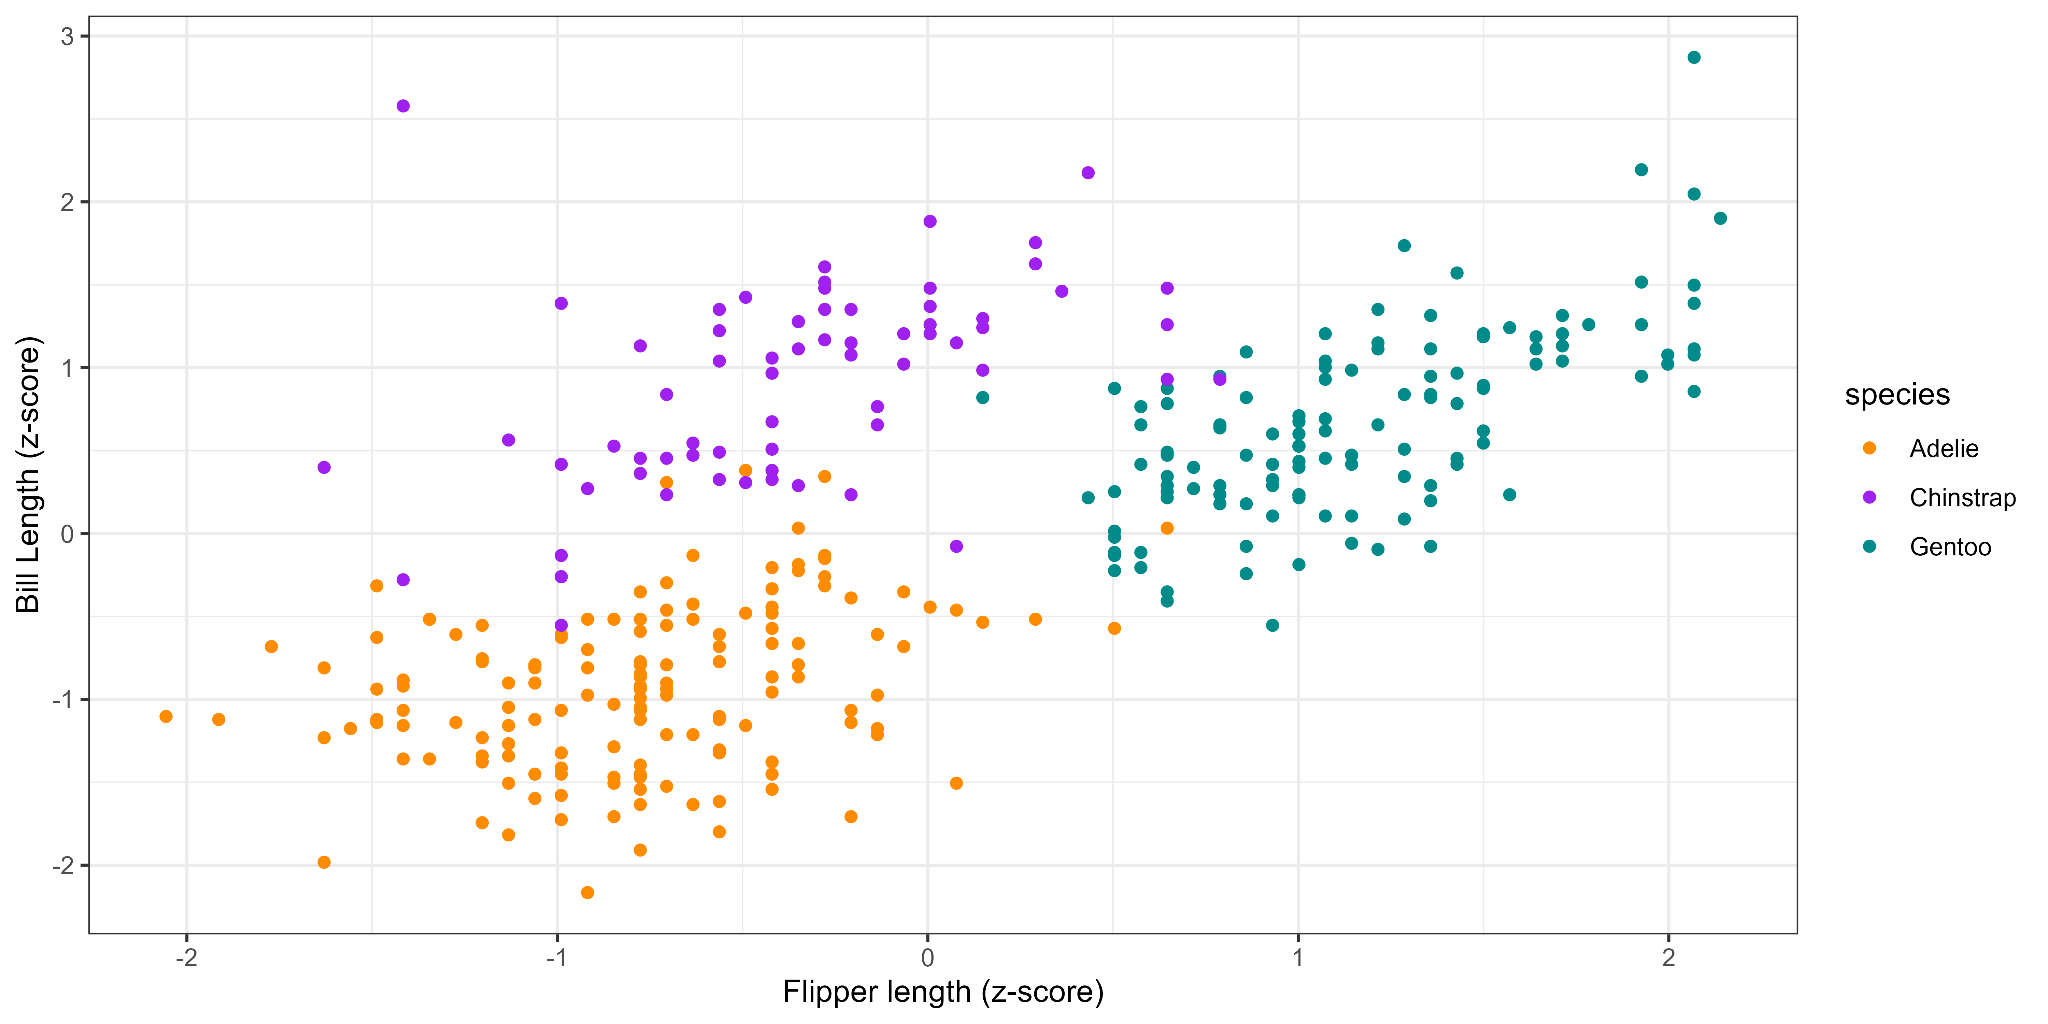 3
2
1
0
-1
-2
Bill Length (z-score)
-2
-1
0
1
2
Flipper length (z-score)
species
Adelie
Chinstrap
Gentoo